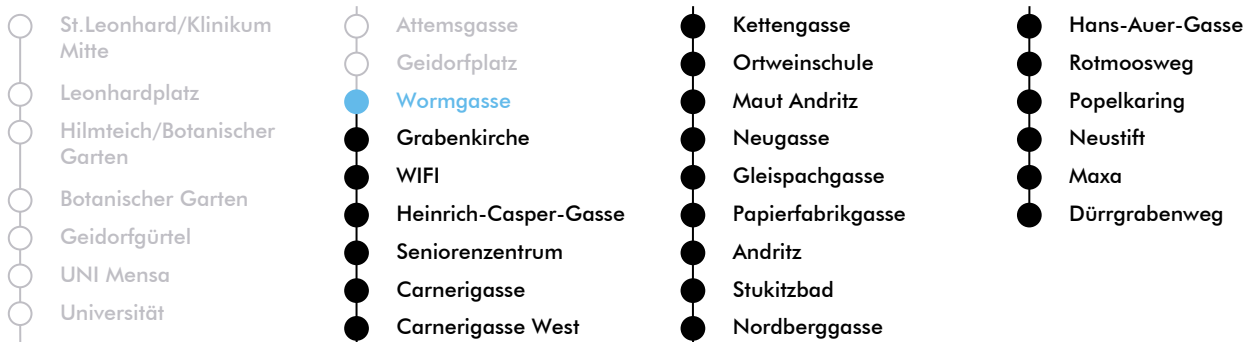 St.Leonhard/Klinikum
Mitte
Leonhardplatz
Hilmteich/Botanischer
Garten
Botanischer Garten
Geidorfgürtel
UNI Mensa
Universität
Attemsgasse
Geidorfplatz
Wormgasse
Grabenkirche
WIFI
Heinrich-Casper-Gasse
Seniorenzentrum
Carnerigasse
Carnerigasse West
Kettengasse
Ortweinschule
Maut Andritz
Neugasse
Gleispachgasse
Papierfabrikgasse
Andritz
Stukitzbad
Nordberggasse
Hans-Auer-Gasse
Rotmoosweg
Popelkaring
Neustift
Maxa
Dürrgrabenweg